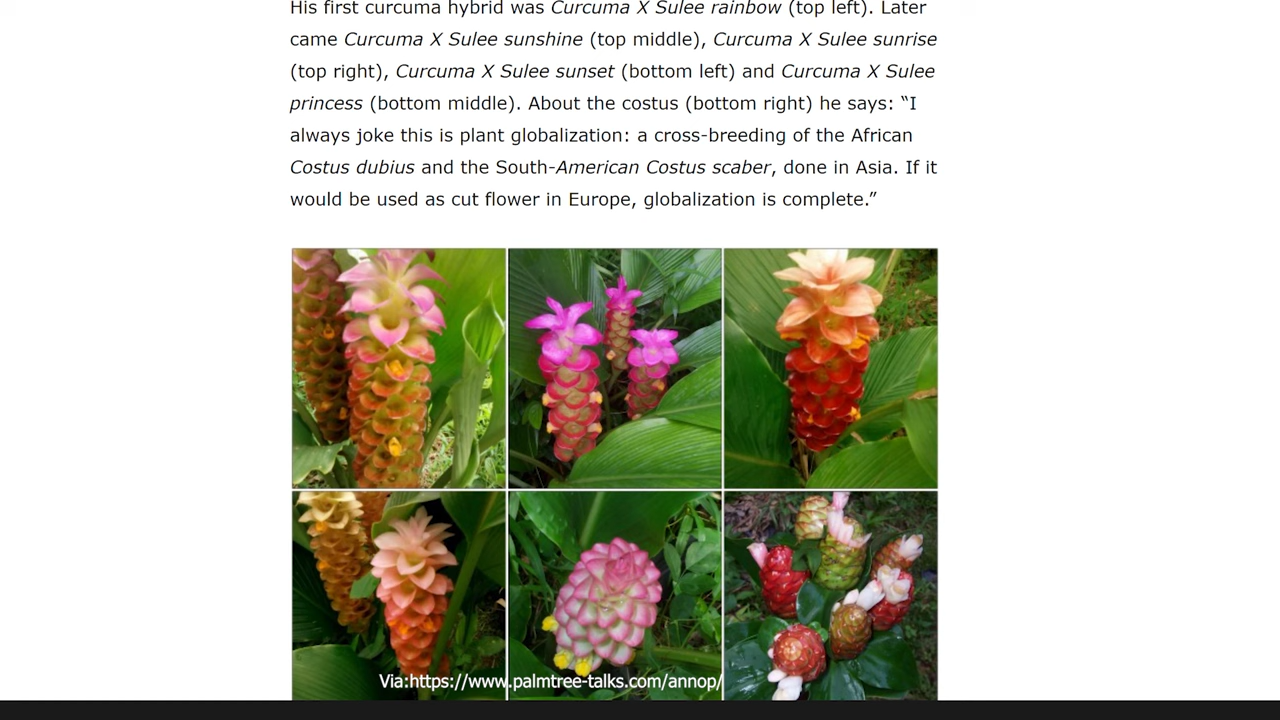 His first curcuma hybrid was Curcuma X Sulee rainbow (top left). Later
came Curcuma X Sulee sunshine (top middle), Curcuma X Sulee sunrise
(top right), Curcuma X Sulee sunset (bottom left) and Curcuma X Sulee
princess (bottom middle). About the costus (bottom right) he says: “I
always joke this is plant globalization: a cross-breeding of the African
Costus dubius and the South-American Costus scaber, done in Asia. If it
would be used as cut flower in Europe, globalization is complete.”
Via:https://www.palmtree-talks.com/annop/